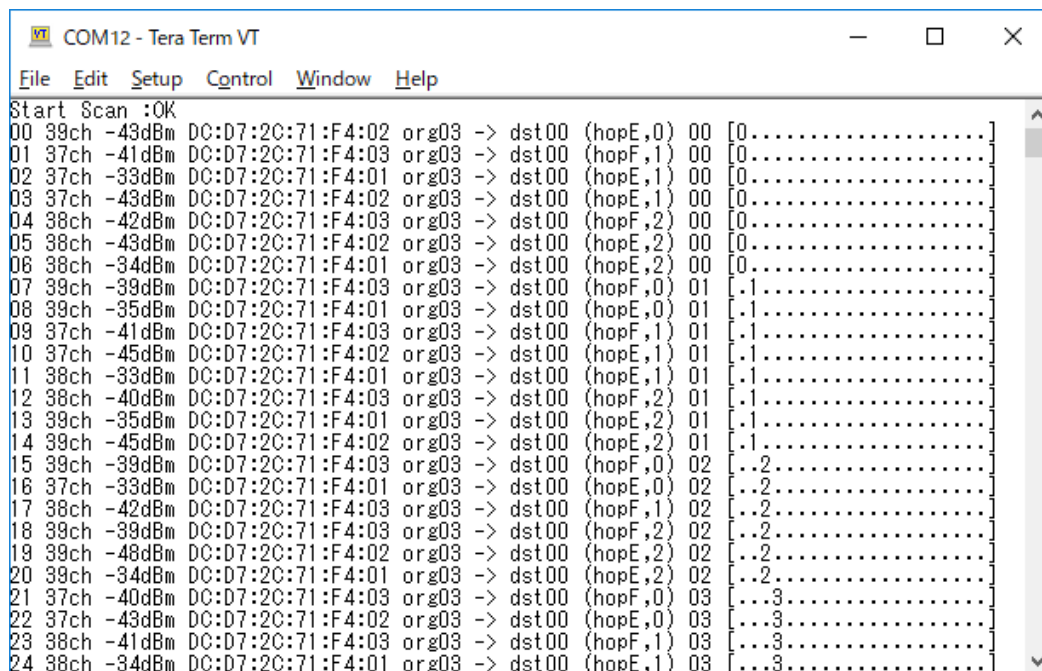 COM12 - Tera Term VT
File Edit Setup Control Window Help
Start Scan :OK
00 39ch -43dBm DC:D7:2C:71:F4:02 org03 -> dst00 (hopE,0) 00 [0.....................]
01 37ch -41dBm DC:D7:2C:71:F4:03 org03 -> dst00 (hopF,1) 00 [0.....................]
02 37ch -33dBm DC:D7:2C:71:F4:01 org03 -> dst00 (hopE,1) 00 [0.....................]
03 37ch -43dBm DC:D7:2C:71:F4:02 org03 -> dst00 (hopE,1) 00 [0.....................]
04 38ch -42dBm DC:D7:2C:71:F4:03 org03 -> dst00 (hopF,2) 00 [0.....................]
05 38ch -43dBm DC:D7:2C:71:F4:02 org03 -> dst00 (hopE,2) 00 [0.....................]
06 38ch -34dBm DC:D7:2C:71:F4:01 org03 -> dst00 (hopE,2) 00 [0.....................]
07 39ch -39dBm DC:D7:2C:71:F4:03 org03 -> dst00 (hopF,0) 01 [.1....................]
08 39ch -35dBm DC:D7:2C:71:F4:01 org03 -> dst00 (hopE,0) 01 [.1....................]
09 37ch -41dBm DC:D7:2C:71:F4:03 org03 -> dst00 (hopF,1) 01 [.1....................]
10 37ch -45dBm DC:D7:2C:71:F4:02 org03 -> dst00 (hopE,1) 01 [.1....................]
11 38ch -33dBm DC:D7:2C:71:F4:01 org03 -> dst00 (hopE,1) 01 [.1....................]
12 38ch -40dBm DC:D7:2C:71:F4:03 org03 -> dst00 (hopF,2) 01 [.1....................]
13 39ch -35dBm DC:D7:2C:71:F4:01 org03 -> dst00 (hopE,2) 01 [.1....................]
14 39ch -45dBm DC:D7:2C:71:F4:02 org03 -> dst00 (hopE,2) 01 [.1....................]
15 39ch -39dBm DC:D7:2C:71:F4:03 org03 -> dst00 (hopF,0) 02 [..2...................]
16 37ch -33dBm DC:D7:2C:71:F4:01 org03 -> dst00 (hopE,0) 02 [..2...................]
17 38ch -42dBm DC:D7:2C:71:F4:03 org03 -> dst00 (hopF,1) 02 [..2...................]
18 39ch -39dBm DC:D7:2C:71:F4:03 org03 -> dst00 (hopF,2) 02 [..2...................]
19 39ch -48dBm DC:D7:2C:71:F4:02 org03 -> dst00 (hopE,2) 02 [..2...................]
20 39ch -34dBm DC:D7:2C:71:F4:01 org03 -> dst00 (hopE,2) 02 [..2...................]
21 37ch -40dBm DC:D7:2C:71:F4:03 org03 -> dst00 (hopF,0) 03 [...3..................]
22 37ch -43dBm DC:D7:2C:71:F4:02 org03 -> dst00 (hopE,0) 03 [...3..................]
23 38ch -41dBm DC:D7:2C:71:F4:03 org03 -> dst00 (hopF,1) 03 [...3..................]
24 38ch -34dBm DC:D7:2C:71:F4:01 org03 -> dst00 (hopE,1) 03 [...3..................]